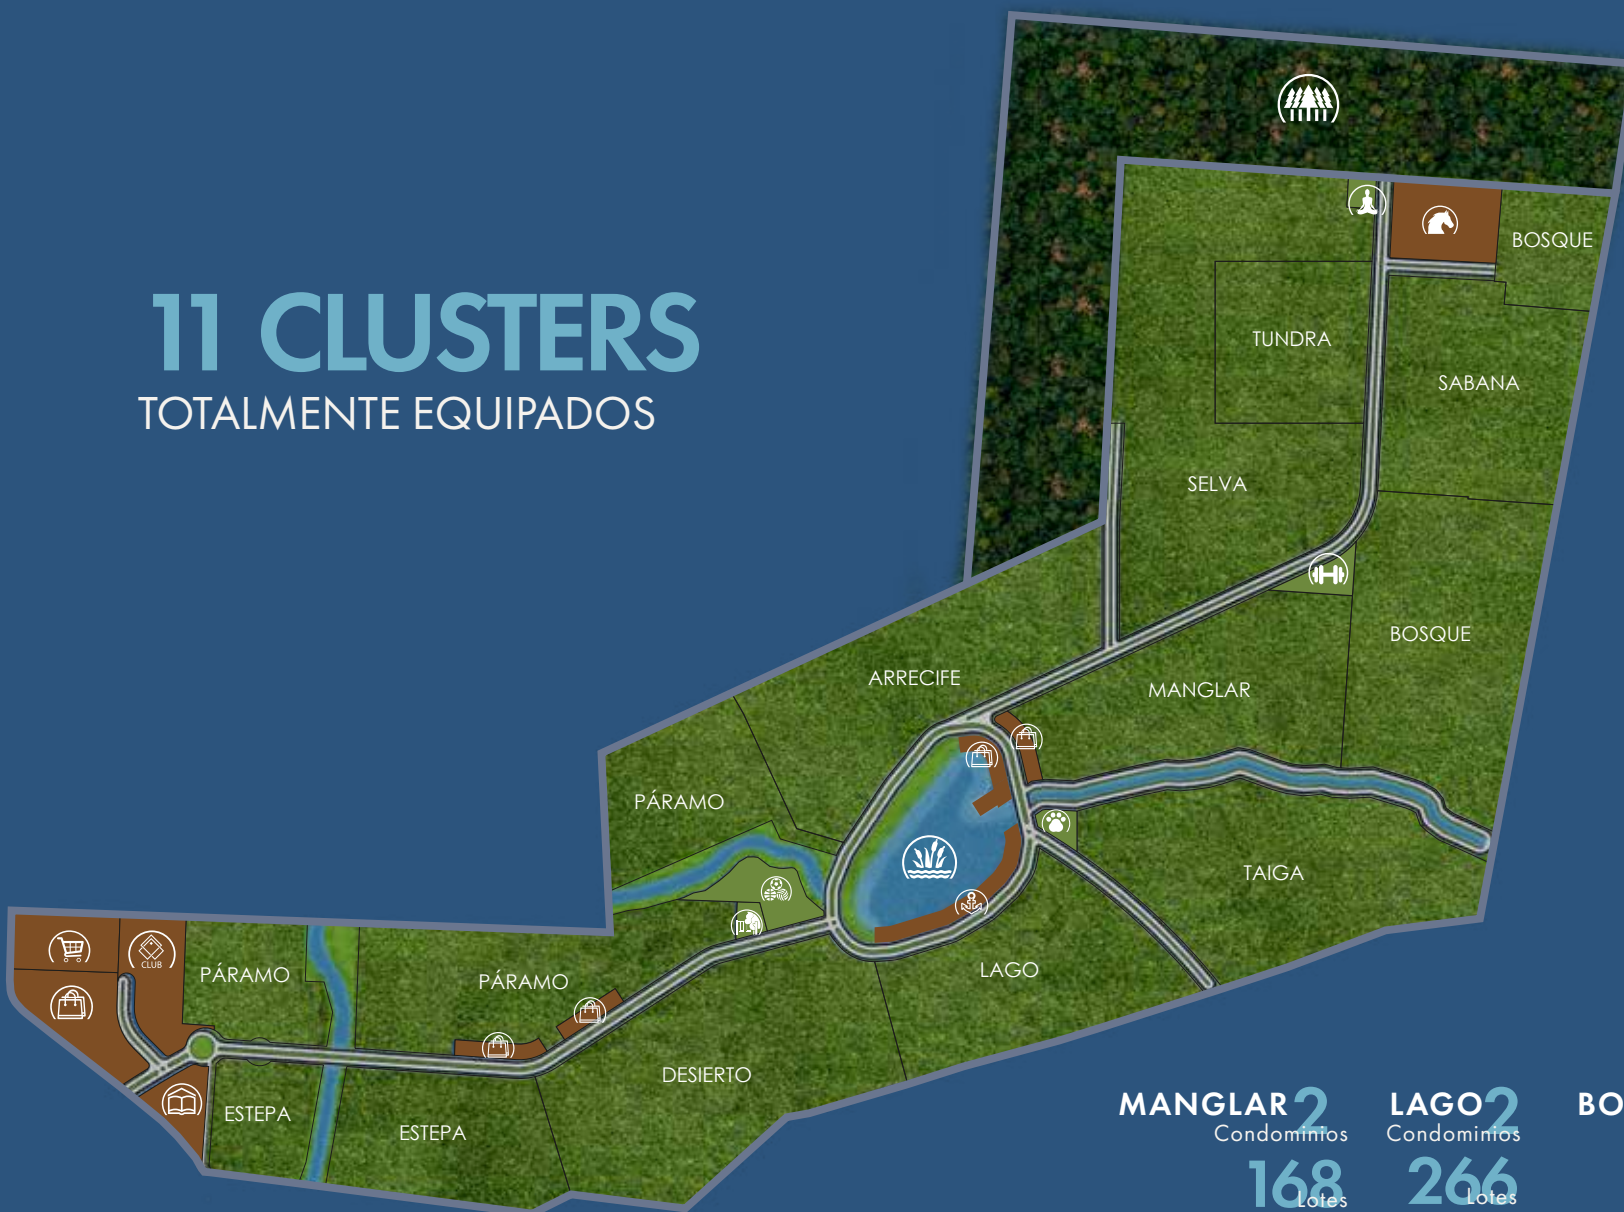 11 CLUSTERS
TOTALMENTE EQUIPADOS
BOSQUE
TUNDRA
SABANA
SELVA
BOSQUE
ARRECIFE
MANGLAR
PÁRAMO
TAIGA
CLUB
PÁRAMO
PÁRAMO
LAGO
DESIERTO
ESTEPA
ESTEPA
MANGLAR 2
Condominios
168
Lotes
LAGO 2
Condominios
266
Lotes
BO